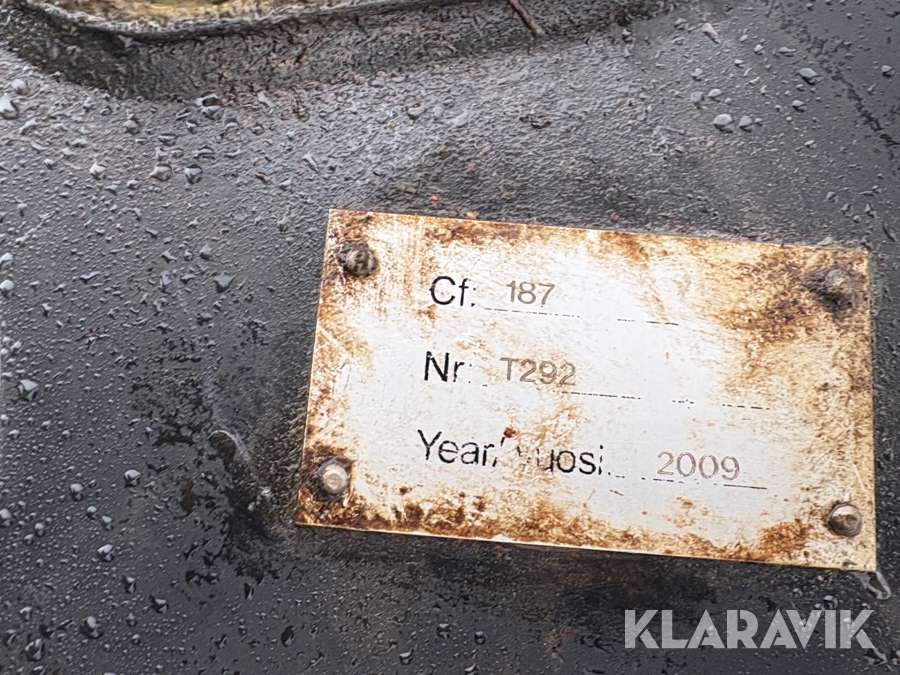 Cf. 187
Nr. T292
Year/vuosi. 2009
KLARAVIK